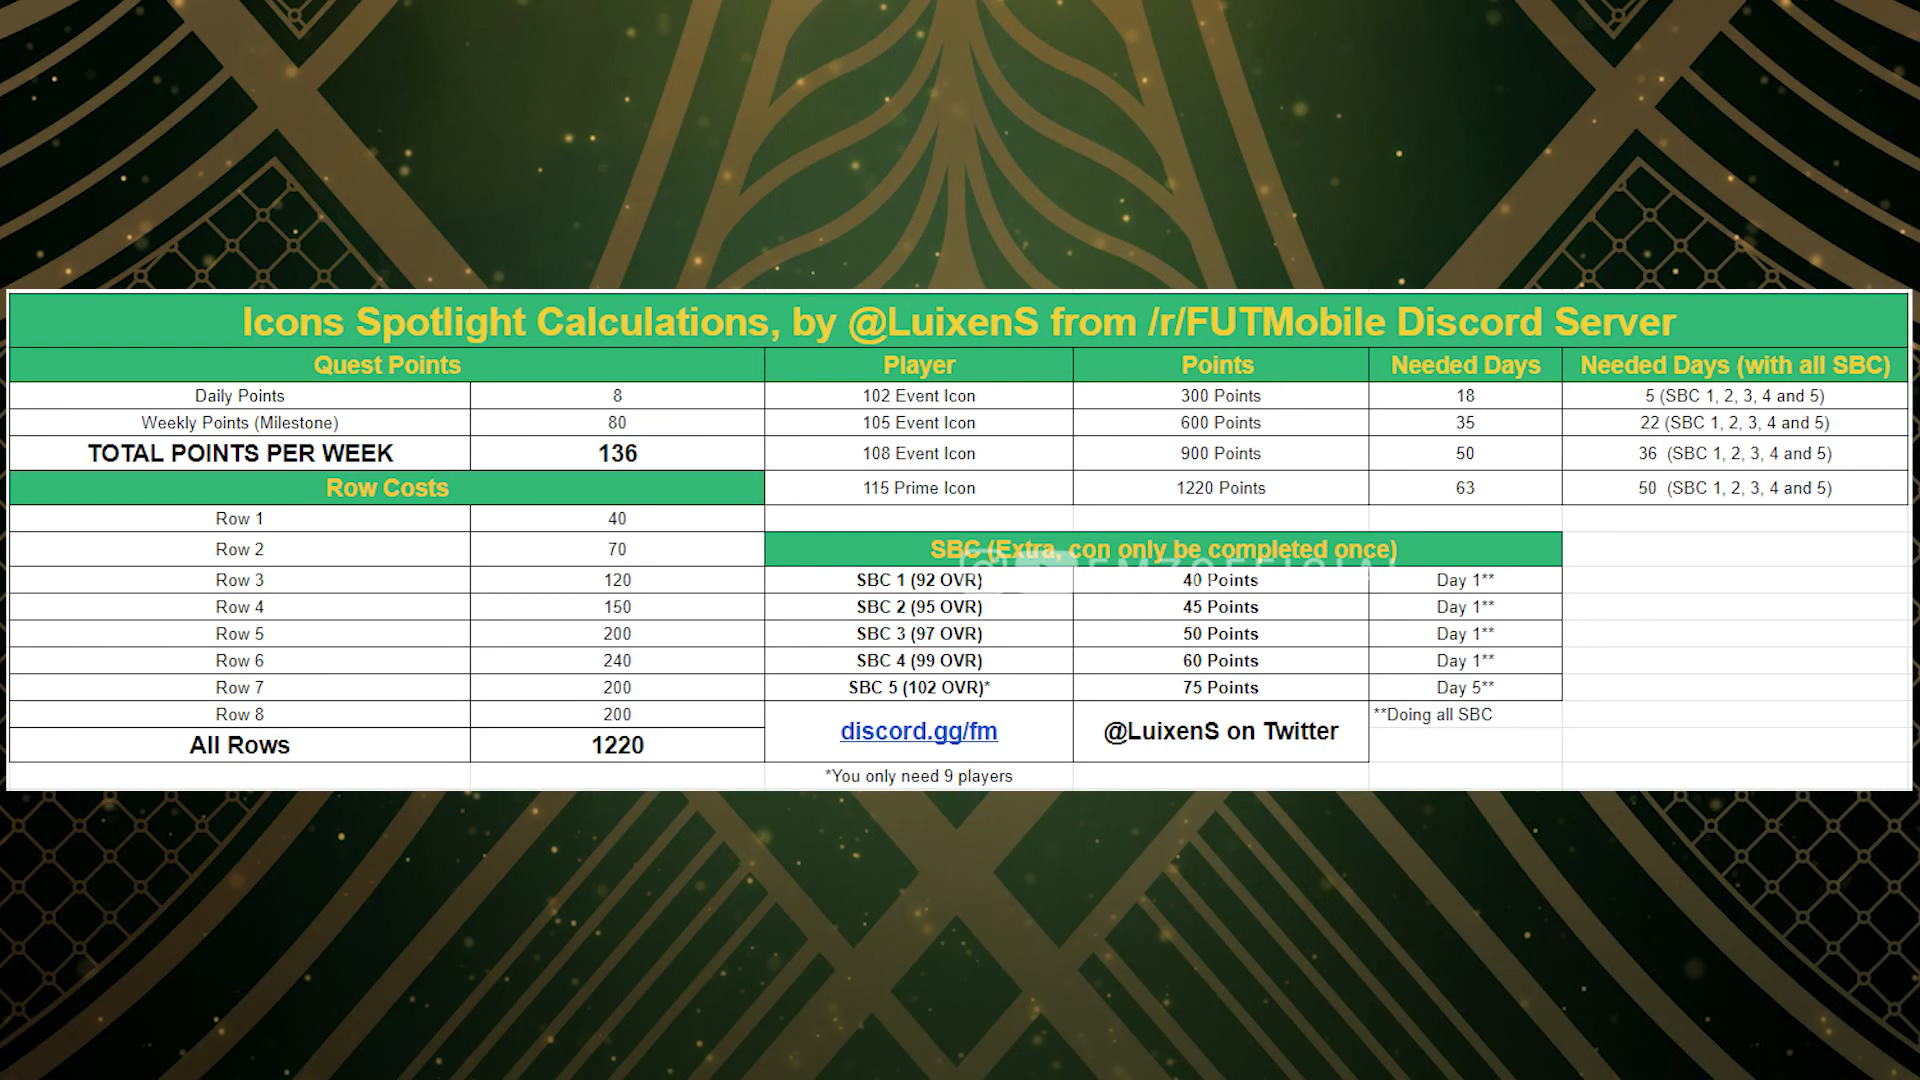 Icons Spotlight Calculations, by @LuixenS from /r/FUTMobile Discord Server
Quest Points Player Points Needed Days Needed Days (with all SBC)
Daily Points 8 102 Event Icon 300 Points 18 5 (SBC 1, 2, 3, 4 and 5)
Weekly Points (Milestone) 80 105 Event Icon 600 Points 35 22 (SBC 1, 2, 3, 4 and 5)
TOTAL POINTS PER WEEK 136 108 Event Icon 900 Points 50 36 (SBC 1, 2, 3, 4 and 5)
Row Costs 115 Prime Icon 1220 Points 63 50 (SBC 1, 2, 3, 4 and 5)
Row 1 40
Row 2 70 SBC (Extra, con only be completed once)
Row 3 120 SBC 1 (92 OVR) 40 Points Day 1**
Row 4 150 SBC 2 (95 OVR) 45 Points Day 1**
Row 5 200 SBC 3 (97 OVR) 50 Points Day 1**
Row 6 240 SBC 4 (99 OVR) 60 Points Day 1**
Row 7 200 SBC 5 (102 OVR)* 75 Points Day 5**
Row 8 200 **Doing all SBC
discord.gg/fm @LuixenS on Twitter
All Rows 1220
*You only need 9 players